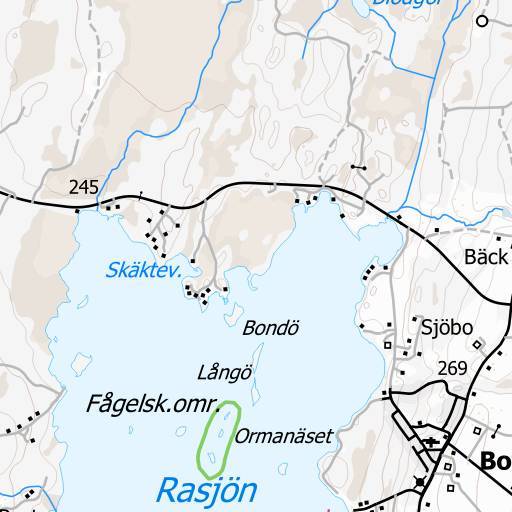 245
Bäck
Skäktev.
Bondö
Sjöbo
Långö
269
Fågelsk.omr.
Ormanäset
Bo
Rasjön